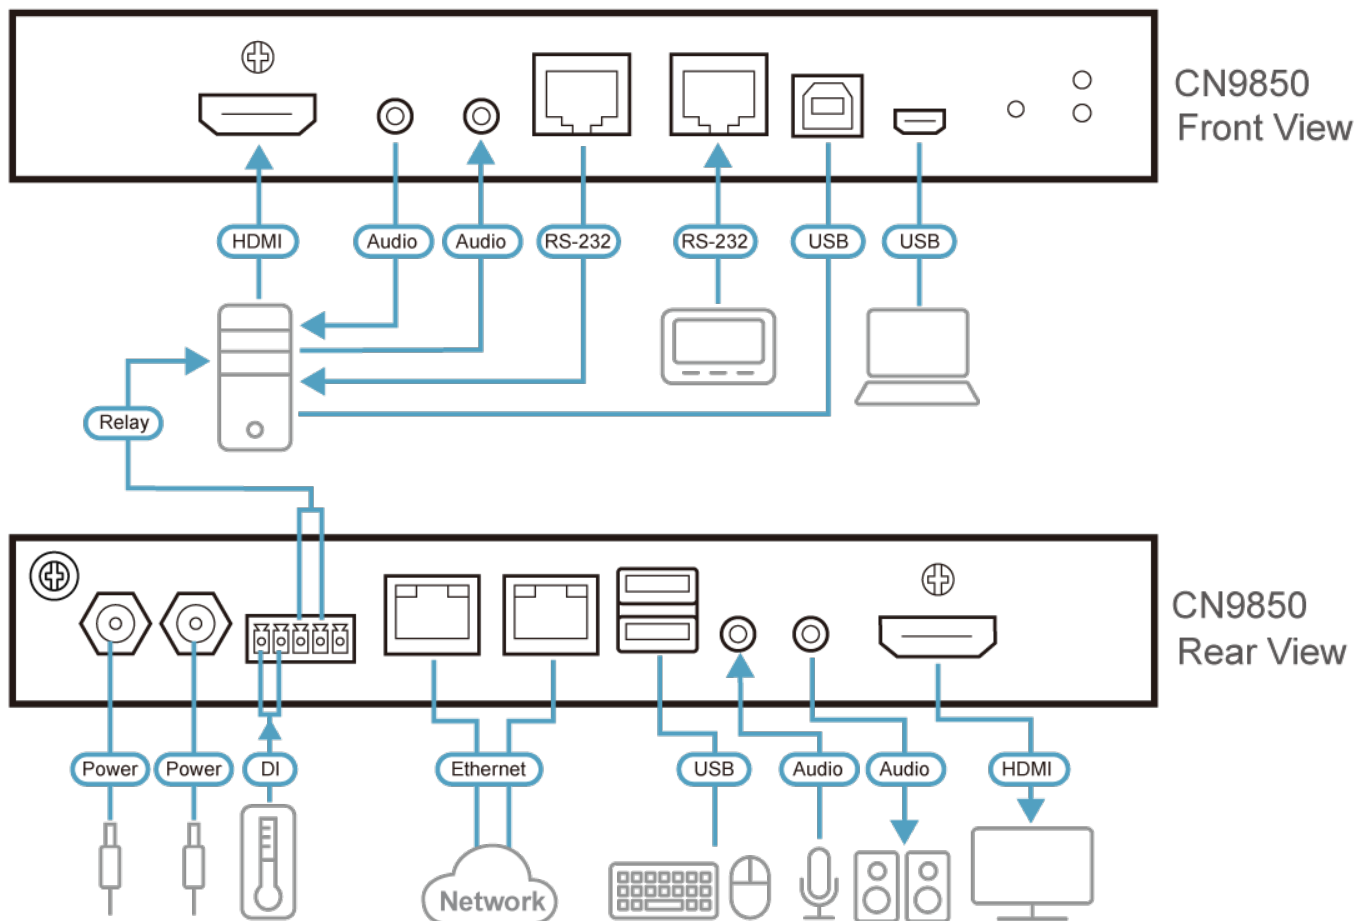 CN9850
Front View
HDMI
Audio
Audio
RS-232
RS-232
USB
USB
Relay
CN9850
Rear View
Power
Power
DI
Ethernet
USB
Audio
Audio
HDMI
Network